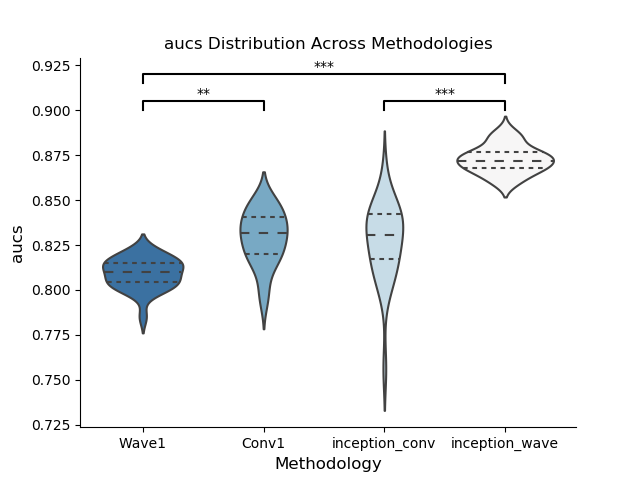 aucs Distribution Across Methodologies
0.925
0.900
0.875
0.850
0.825
0.800
0.775
0.750
0.725
aucs
***
**
***
Wave1
Conv1
inception_conv
inception_wave
Methodology